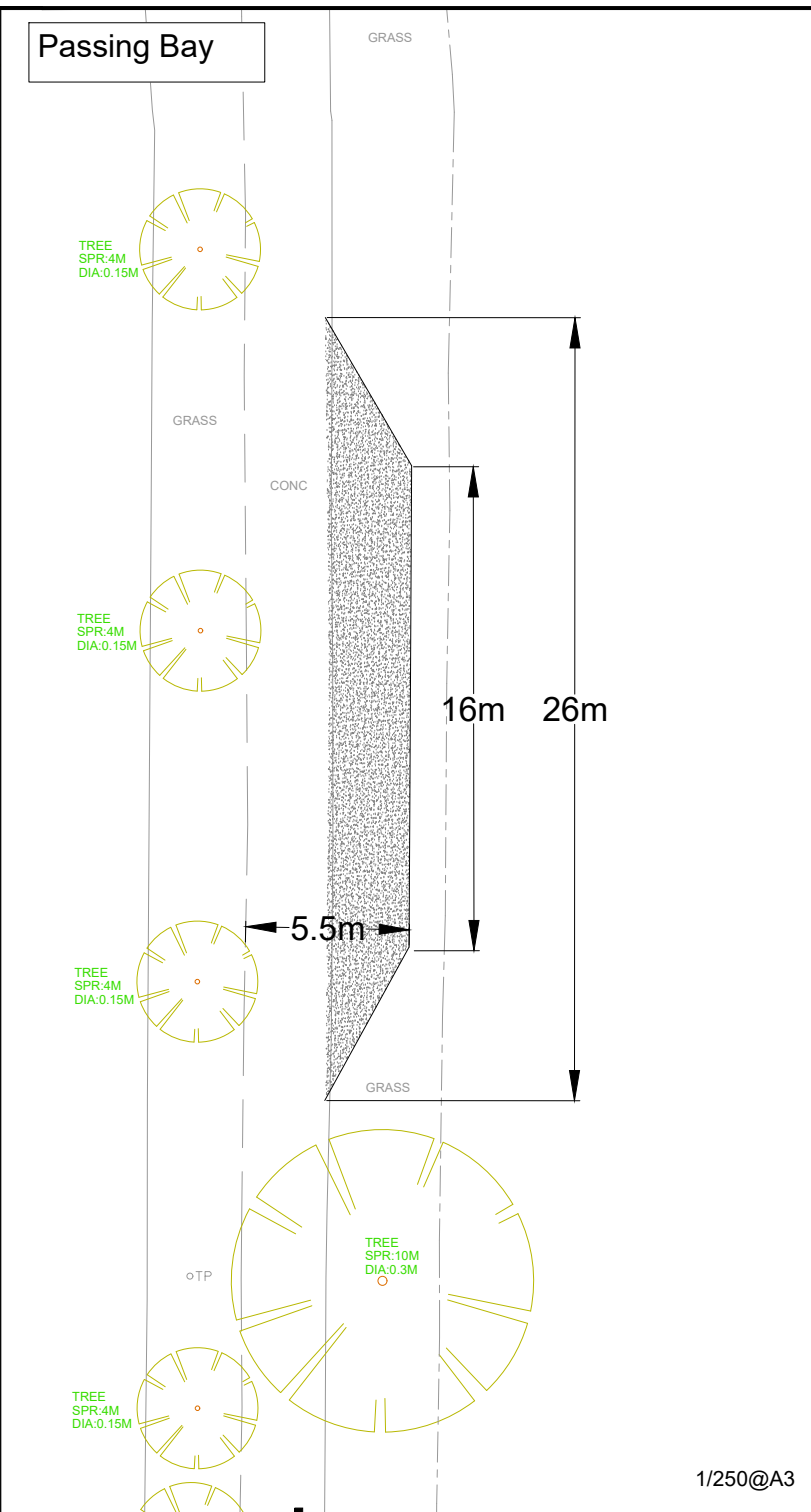 Passing Bay
GRASS
TREE
SPR:4M
DIA:0.15M
GRASS
CONC
TREE
SPR:4M
DIA:0.15M
16m
26m
5.5m
TREE
SPR:4M
DIA:0.15M
GRASS
TREE
SPR:10M
DIA:0.3M
TP
TREE
SPR:4M
DIA:0.15M
1/250@A3